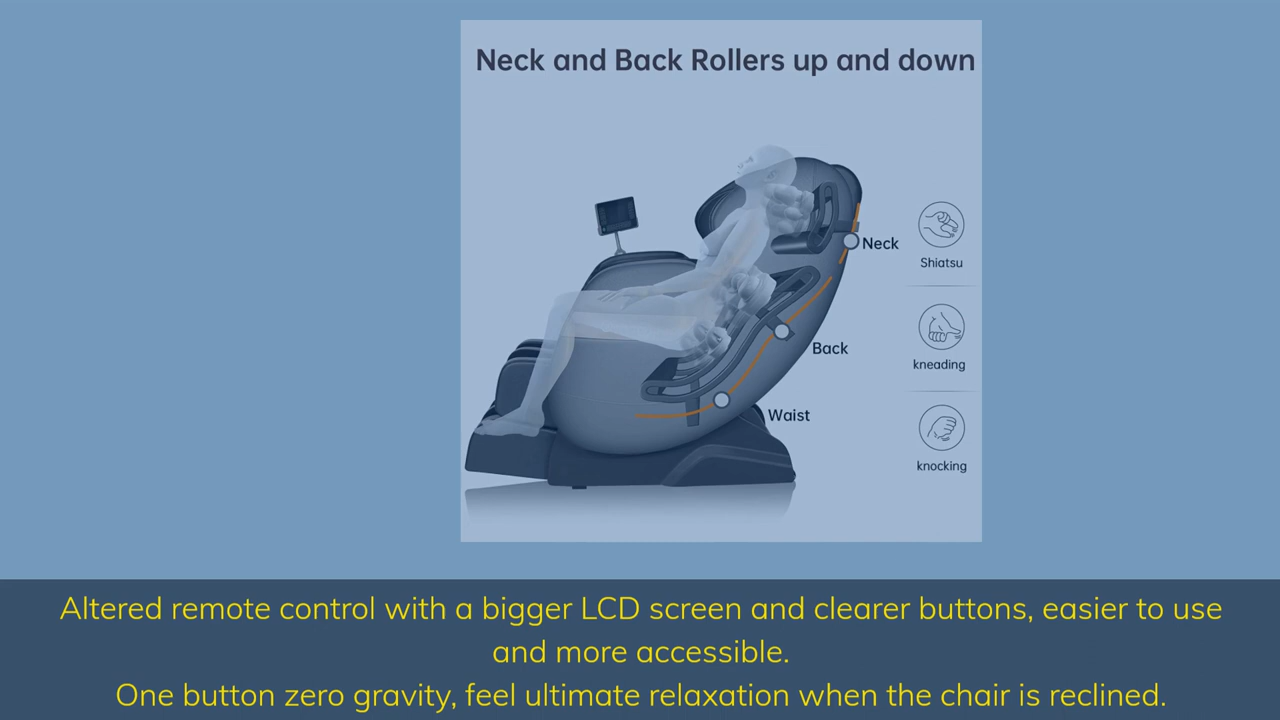 Neck and Back Rollers up and down
Neck
Shiatsu
kneading
Back
Waist
knocking
Altered remote control with a bigger LCD screen and clearer buttons, easier to use
and more accessible.
One button zero gravity, feel ultimate relaxation when the chair is reclined.